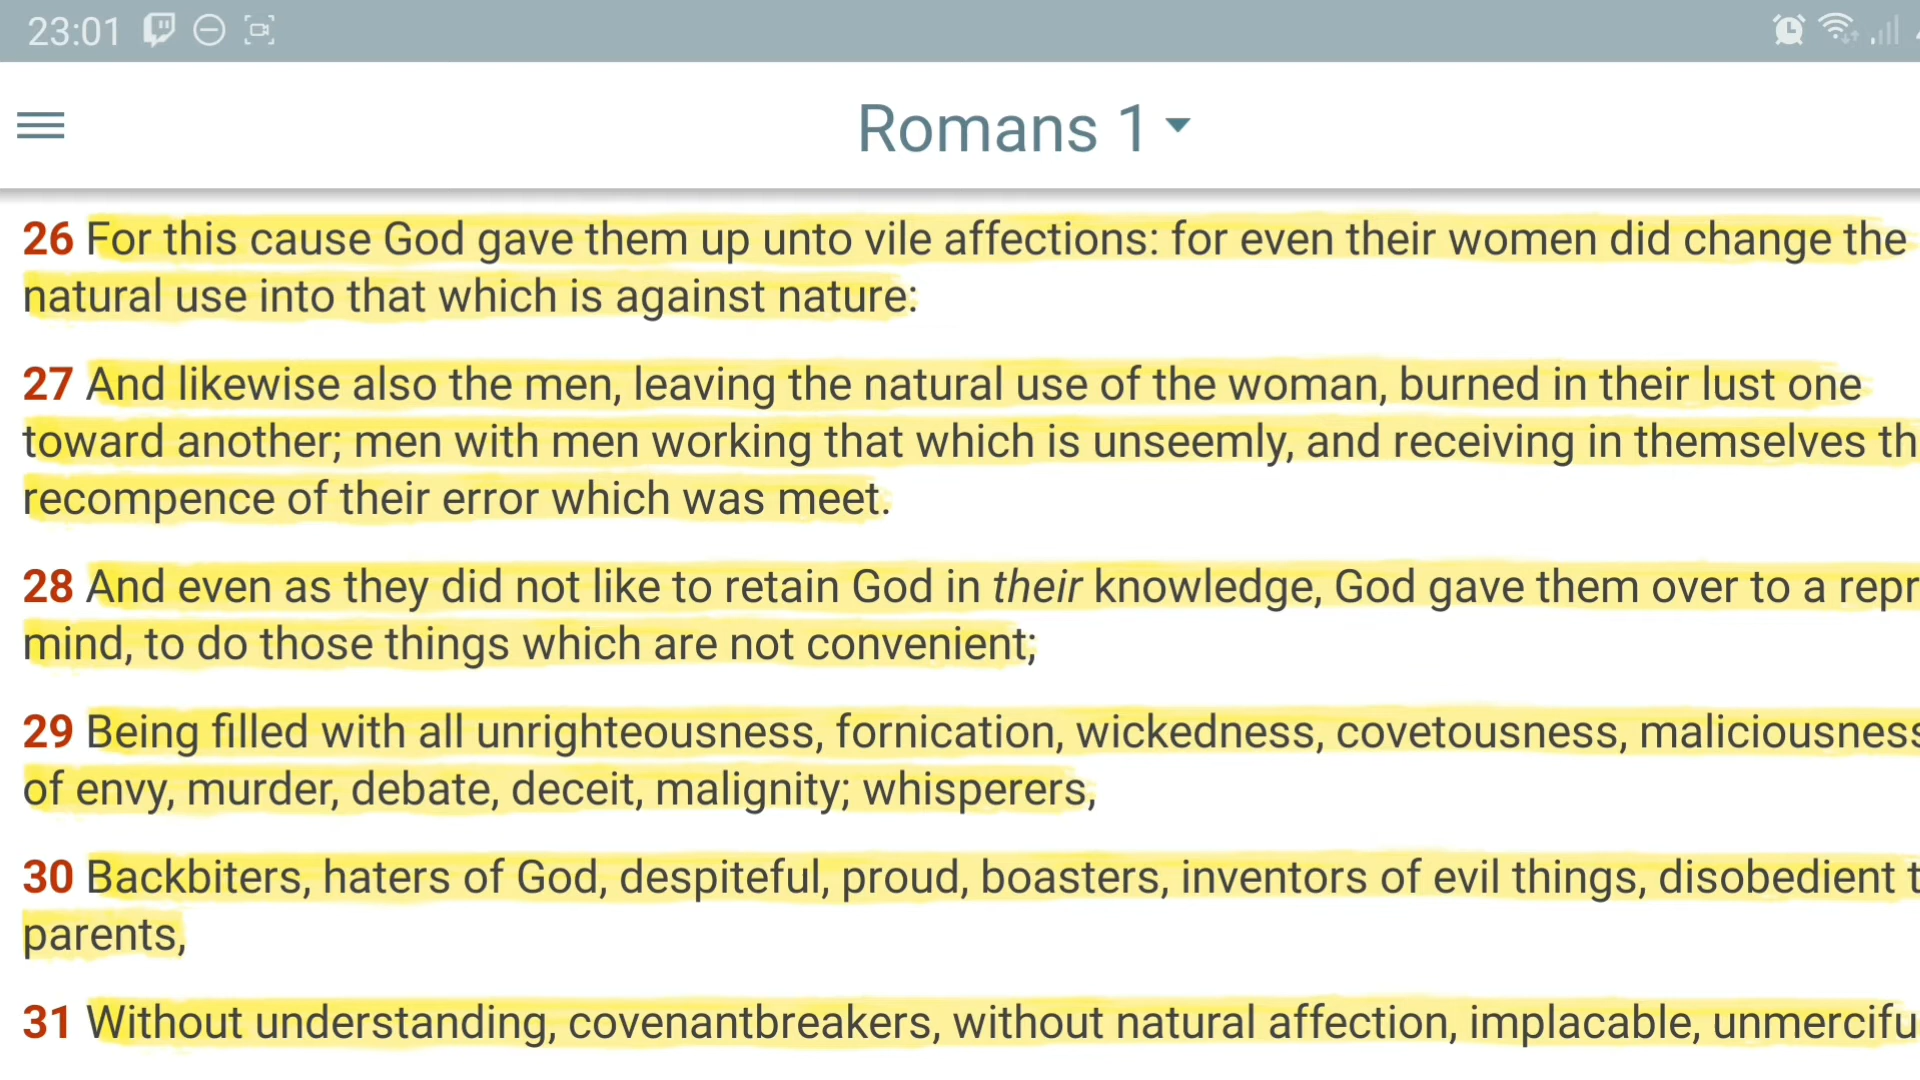 23:01
Romans 1
26 For this cause God gave them up unto vile affections: for even their women did change the
natural use into that which is against nature:
27 And likewise also the men, leaving the natural use of the woman, burned in their lust one
toward another; men with men working that which is unseemly, and receiving in themselves th
recompence of their error which was meet.
28 And even as they did not like to retain God in their knowledge, God gave them over to a repr
mind, to do those things which are not convenient;
29 Being filled with all unrighteousness, fornication, wickedness, covetousness, maliciousness
of envy, murder, debate, deceit, malignity; whisperers,
30 Backbiters, haters of God, despiteful, proud, boasters, inventors of evil things, disobedient t
parents,
31 Without understanding, covenantbreakers, without natural affection, implacable, unmercifu